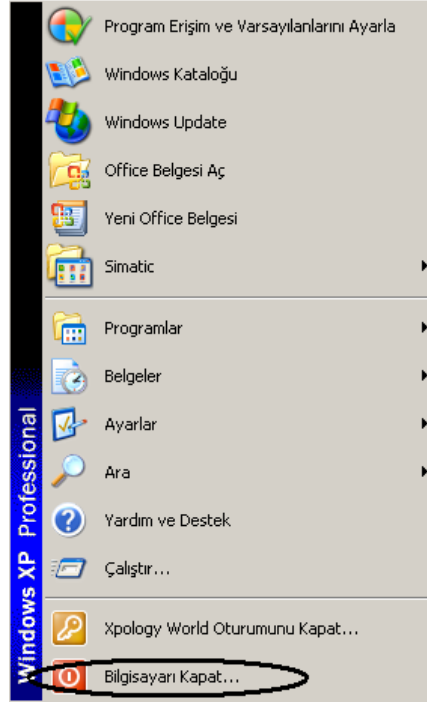 Program Erişim ve Varsayılanlarını Ayarla
Windows Kataloğu
Windows Update
Office Belgesi Aç
Yeni Office Belgesi
Simatic
Programlar
Belgeler
Ayarlar
Ara
Yardım ve Destek
Çalıştır...
Xpology World Oturumunu Kapat...
Bilgisayarı Kapat...
Windows XP Professional